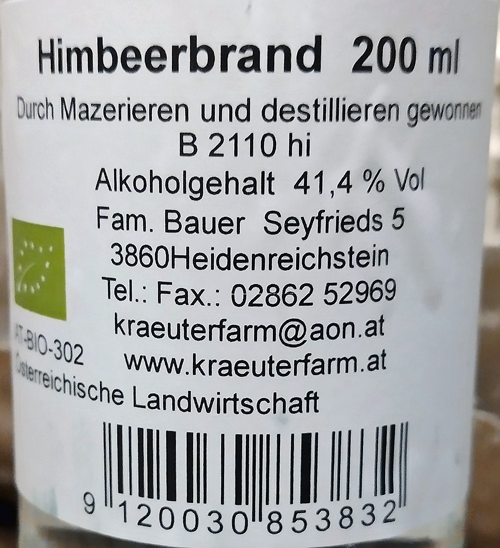 Himbeerbrand 200 ml
Durch Mazerieren und destillieren gewonnen
B 2110 hi
Alkoholgehalt 41,4 % Vol
Fam. Bauer Seyfrieds 5
3860Heidenreichstein
Tel.: Fax.: 02862 52969
kraeuterfarm@aon.at
AT-BIO-302
www.kraeuterfarm.at
Österreichische Landwirtschaft
9 120030 853832